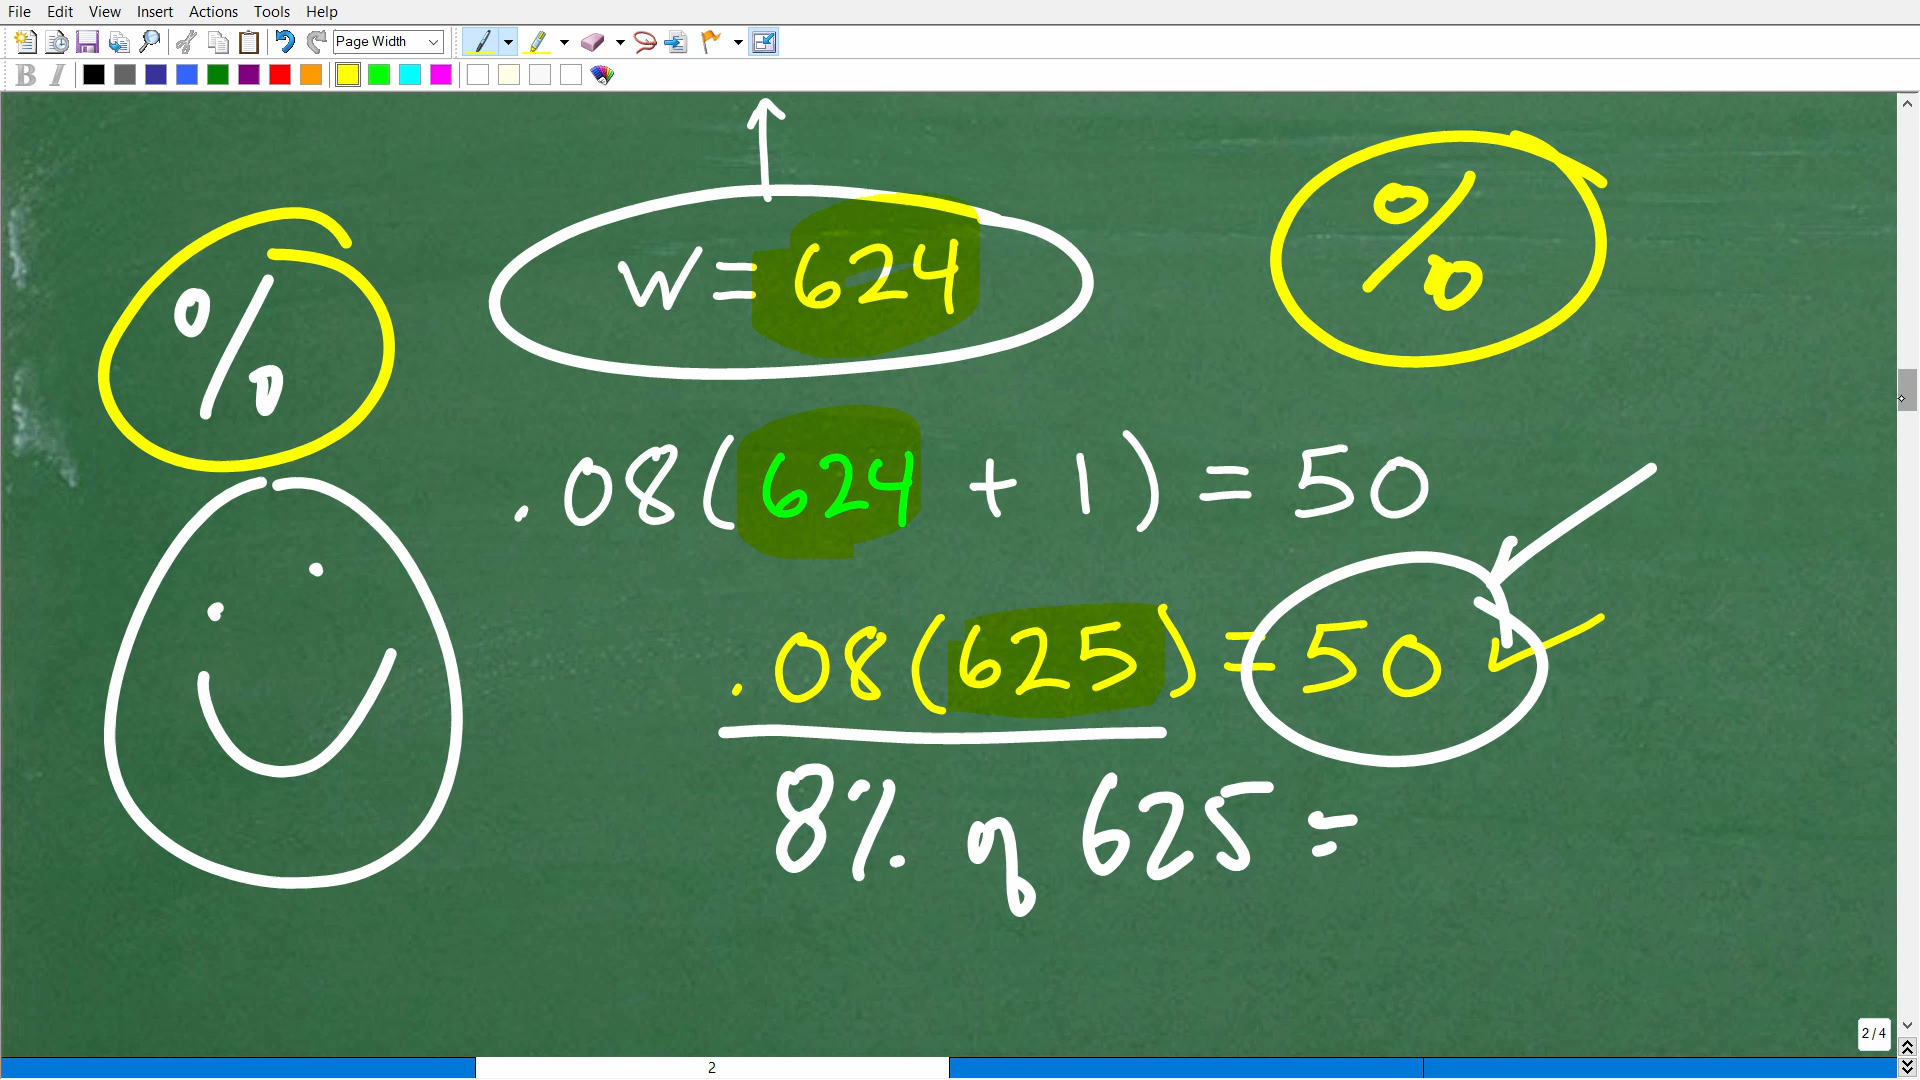 File Edit View Insert Actions Tools Help
Page Width
B I
%
w = 624
%
.08(624 + 1) = 50
.08(625) = 50
8% of 625 =
2 / 4
2